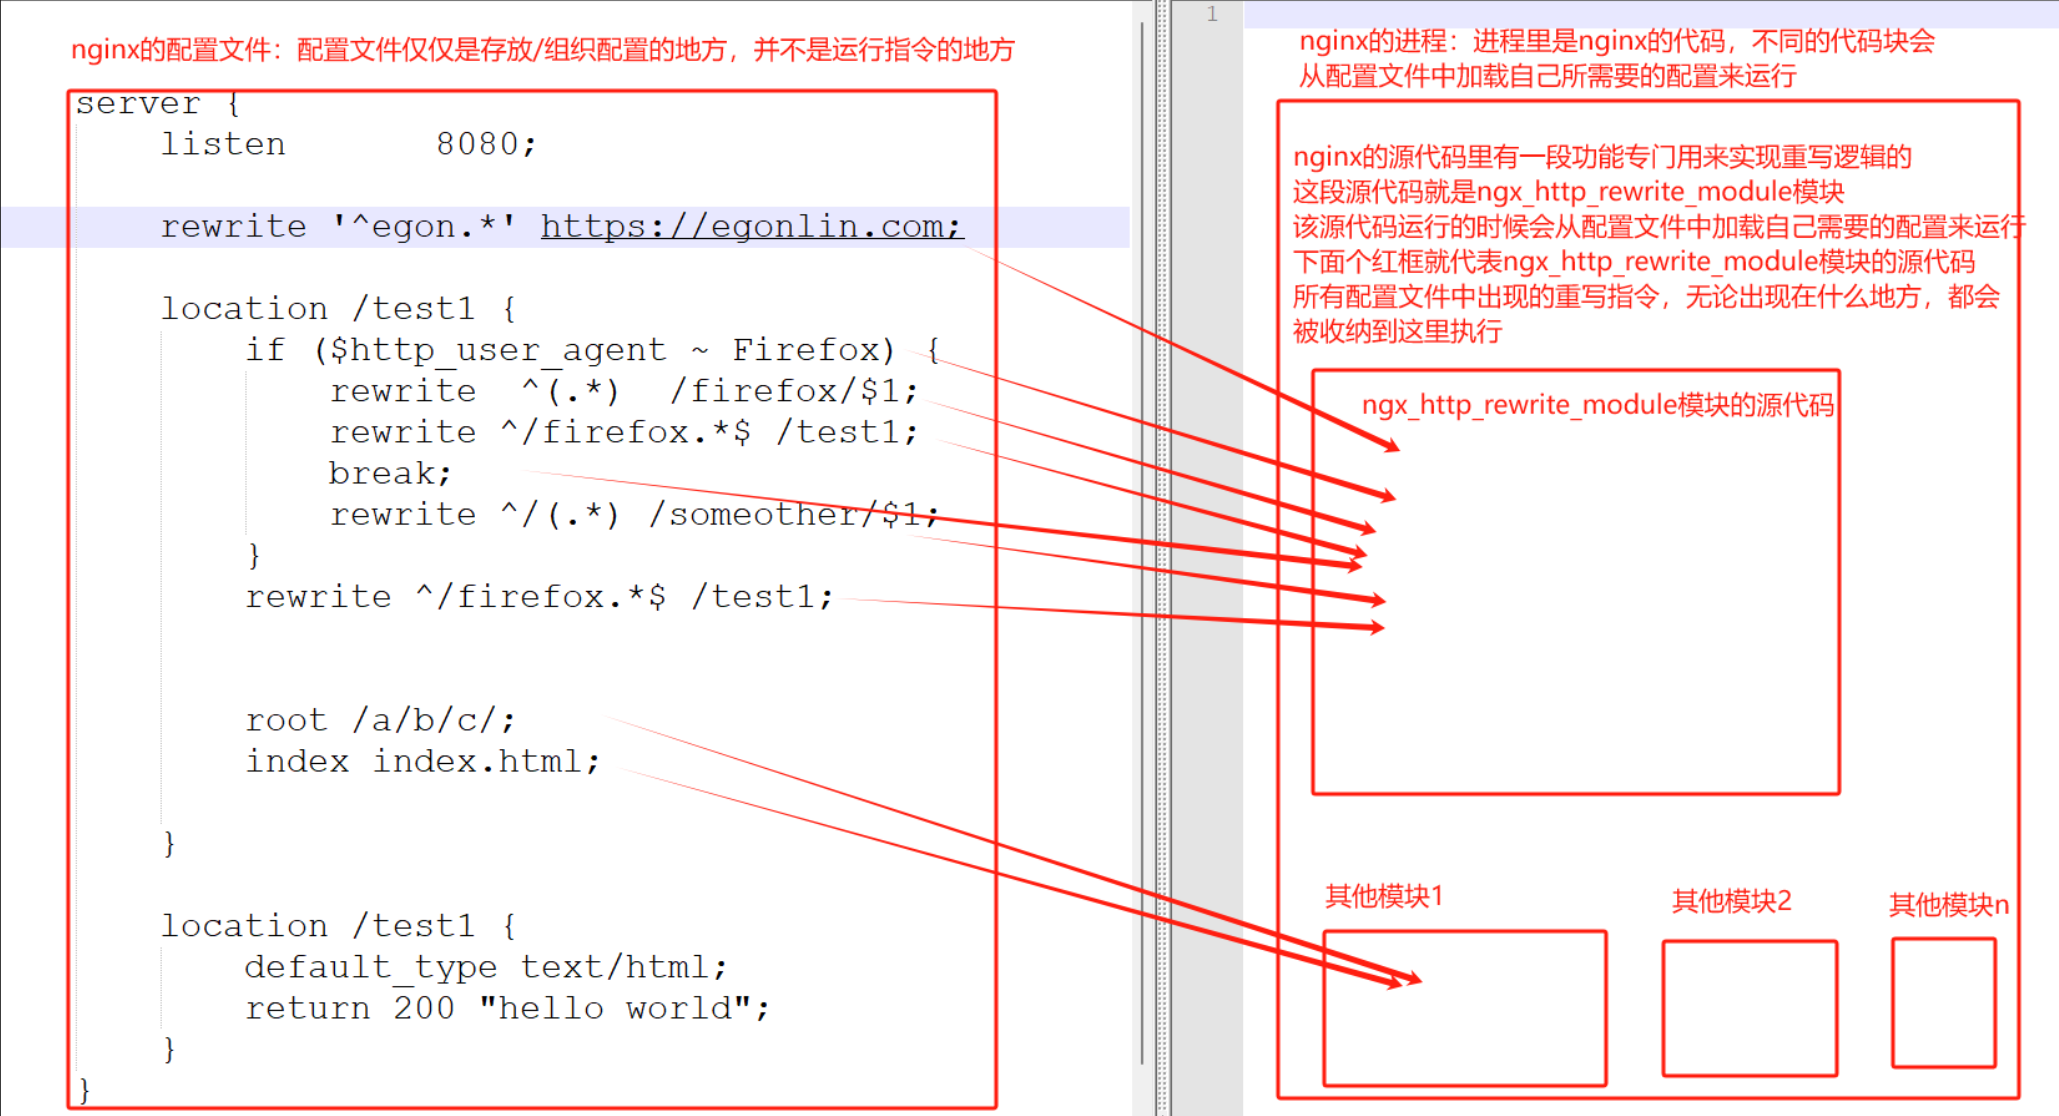 nginx的配置文件：配置文件仅仅是存放/组织配置的地方，并不是运行指令的地方
server {
listen 8080;
rewrite '^egon.*' https://egonlin.com;
location /test1 {
if ($http_user_agent ~ Firefox) {
rewrite ^(.*) /firefox/$1;
rewrite ^/firefox.*$ /test1;
break;
rewrite ^/(.*) /someother/$1;
}
rewrite ^/firefox.*$ /test1;
root /a/b/c/;
index index.html;
}
location /test1 {
default_type text/html;
return 200 "hello world";
}
}
1
nginx的进程：进程里是nginx的代码，不同的代码块会
从配置文件中加载自己所需要的配置来运行
nginx的源代码里有一段功能专门用来实现重写逻辑的
这段源代码就是ngx_http_rewrite_module模块
该源代码运行的时候会从配置文件中加载自己需要的配置来运行
下面个红框就代表ngx_http_rewrite_module模块的源代码
所有配置文件中出现的重写指令，无论出现在什么地方，都会
被收纳到这里执行
ngx_http_rewrite_module模块的源代码
其他模块1
其他模块2
其他模块n